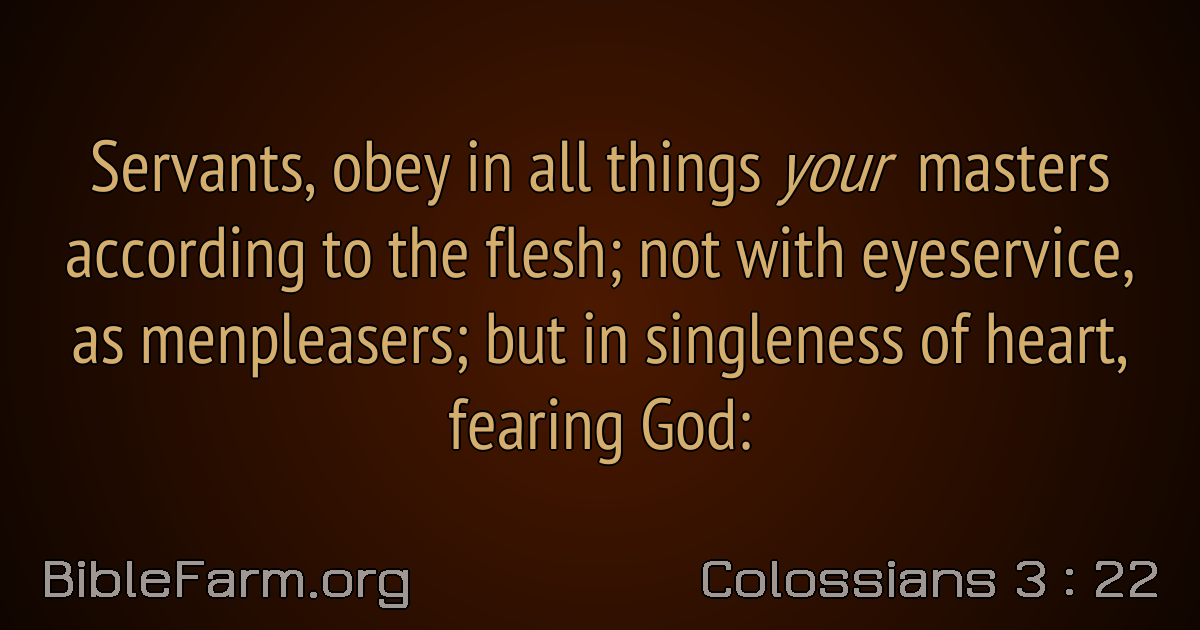 Servants, obey in all things your masters
according to the flesh; not with eyeservice,
as menpleasers; but in singleness of heart,
fearing God:
BibleFarm.org
Colossians 3 : 22